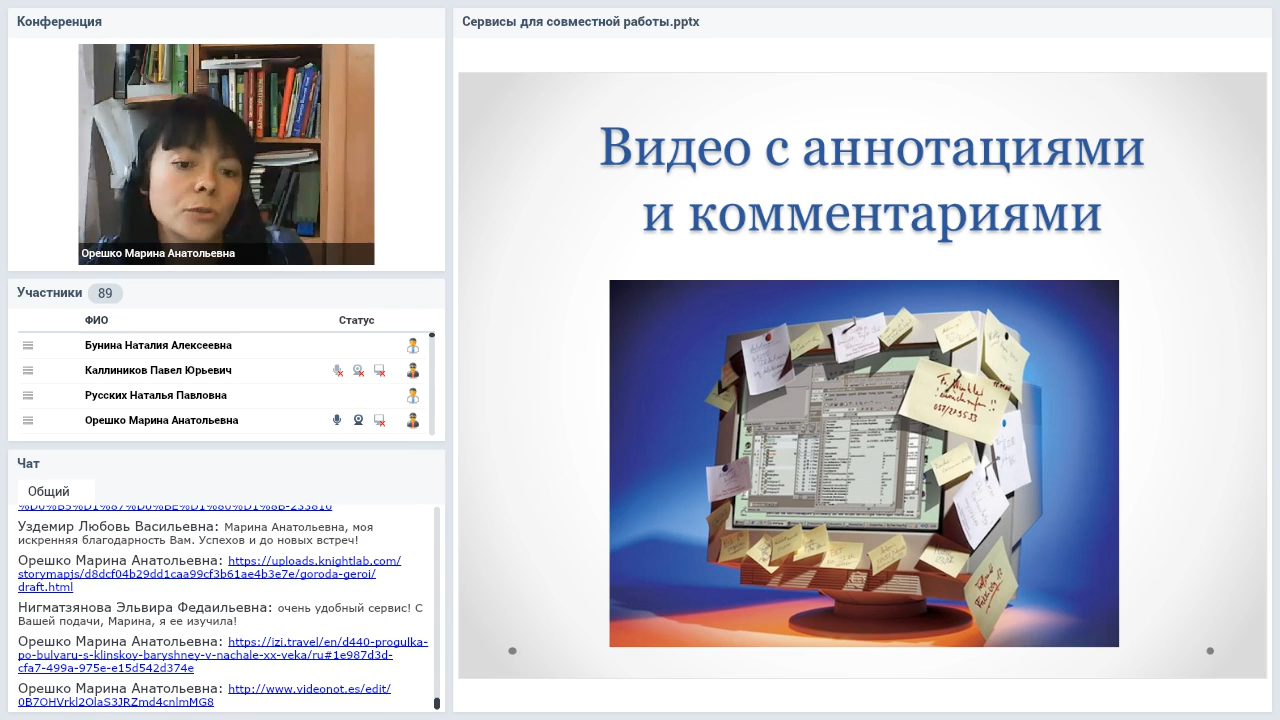 Конференция
Орешко Марина Анатольевна
Участники 89
ФИО Статус
Бунина Наталия Алексеевна
Каллиников Павел Юрьевич
Русских Наталья Павловна
Орешко Марина Анатольевна
Чат
Общий
Уздемир Любовь Васильевна: Марина Анатольевна, моя
искренняя благодарность Вам. Успехов и до новых встреч!
Орешко Марина Анатольевна: https://uploads.knightlab.com/
storymapjs/d8dcf04b29dd1caa99cf3b61ae4b3e7e/goroda-geroi/
draft.html
Нигматзянова Эльвира Федаильевна: очень удобный сервис! С
Вашей подачи, Марина, я ее изучила!
Орешко Марина Анатольевна: https://izi.travel/en/d440-progulka-
po-bulvaru-s-klinskoy-baryshney-v-nachale-xx-veka/ru#1e987d3d-
cfa7-499a-975e-e15d542d374e
Орешко Марина Анатольевна: http://www.videonot.es/edit/
0B7OHVrkl2OlaS3JRZmd4cnlmMG8
Сервисы для совместной работы.pptx
Видео с аннотациями
и комментариями